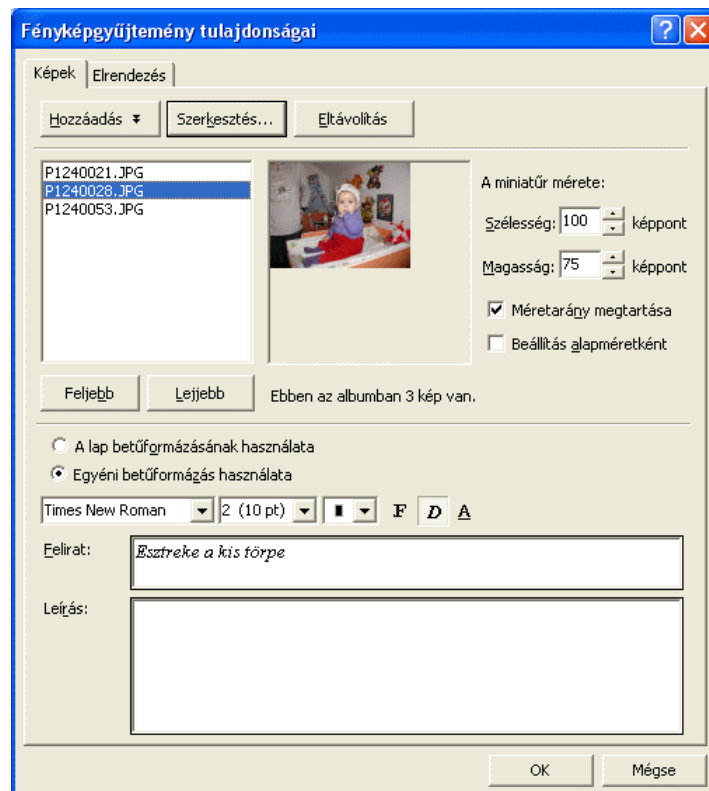 Fényképgyűjtemény tulajdonságai
Képek Elrendezés
Hozzáadás Szerkesztés... Eltávolítás
P1240021.JPG
P1240028.JPG
P1240053.JPG
A miniatűr mérete:
Szélesség: 100 képpont
Magasság: 75 képpont
Méretarány megtartása
Beállítás alapméretként
Feljebb Lejjebb Ebben az albumban 3 kép van.
A lap betűformázásának használata
Egyéni betűformázás használata
Times New Roman 2 (10 pt) F D A
Felirat: Esztreke a kis törpe
Leírás:
OK Mégse